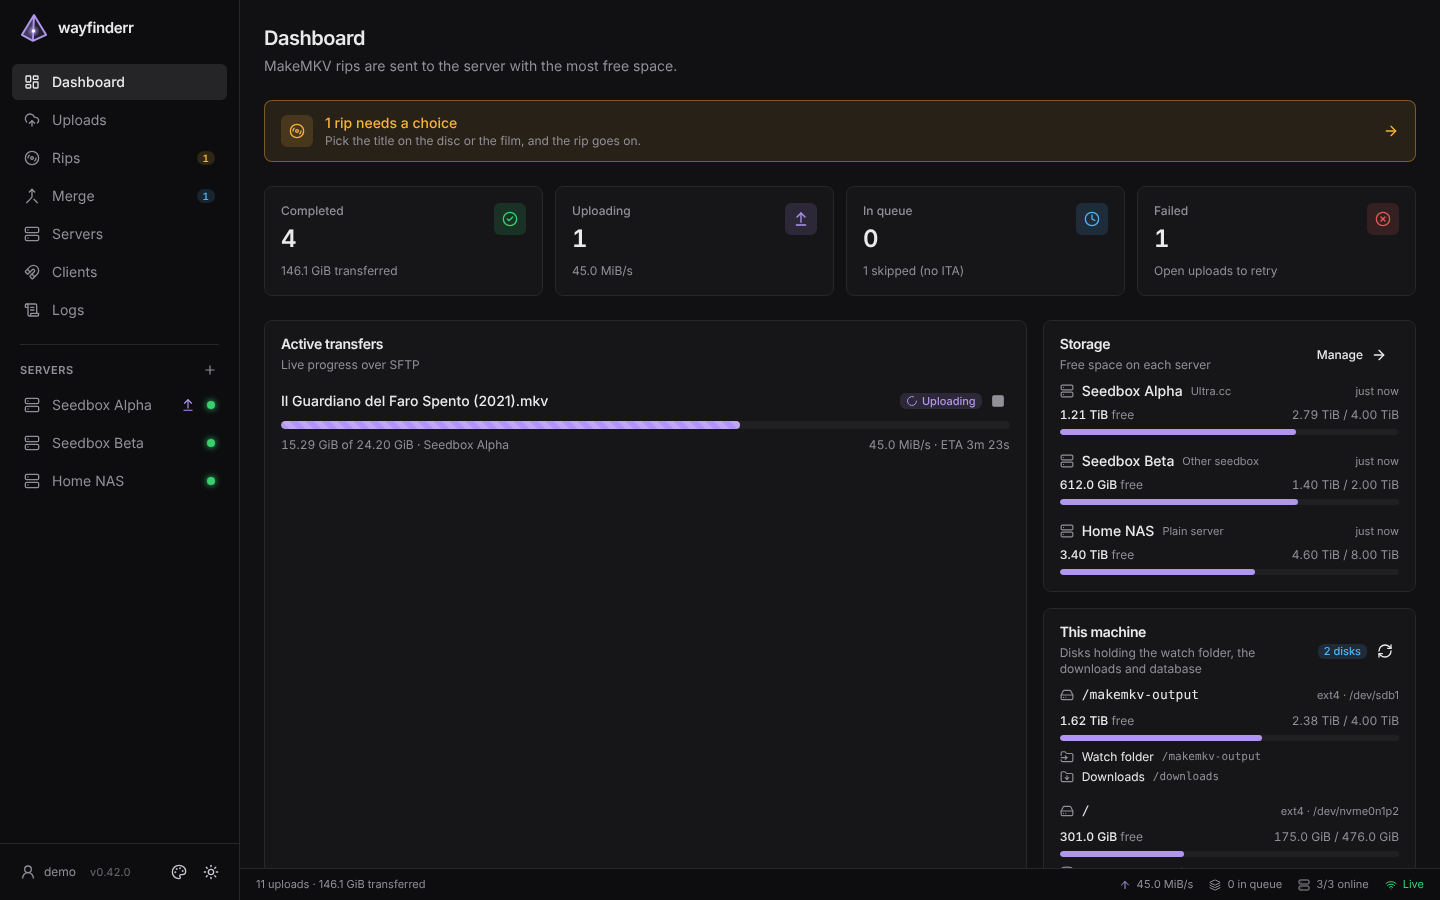 wayfinderr
Dashboard
Uploads
Rips 1
Merge 1
Servers
Clients
Logs
SERVERS
Seedbox Alpha
Seedbox Beta
Home NAS
demo v0.42.0
Dashboard
MakeMKV rips are sent to the server with the most free space.
1 rip needs a choice
Pick the title on the disc or the film, and the rip goes on.
Completed
4
146.1 GiB transferred
Uploading
1
45.0 MiB/s
In queue
0
1 skipped (no ITA)
Failed
1
Open uploads to retry
Active transfers
Live progress over SFTP
Il Guardiano del Faro Spento (2021).mkv Uploading
15.29 GiB of 24.20 GiB · Seedbox Alpha 45.0 MiB/s · ETA 3m 23s
Storage
Free space on each server
Manage
Seedbox Alpha Ultra.cc just now
1.21 TiB free 2.79 / 4.00 TiB
Seedbox Beta Other seedbox just now
612.0 GiB free 1.40 TiB / 2.00 TiB
Home NAS Plain server just now
3.40 TiB free 4.60 TiB / 8.00 TiB
This machine
Disks holding the watch folder, the
downloads and database
2 disks
/makemkv-output ext4 · /dev/sdb1
1.62 TiB free 2.38 TiB / 4.00 TiB
Watch folder /makemkv-output
Downloads /downloads
/ ext4 · /dev/nvme0n1p2
301.0 GiB free 175.0 GiB / 476.0 GiB
11 uploads · 146.1 GiB transferred
45.0 MiB/s 0 in queue 3/3 online Live